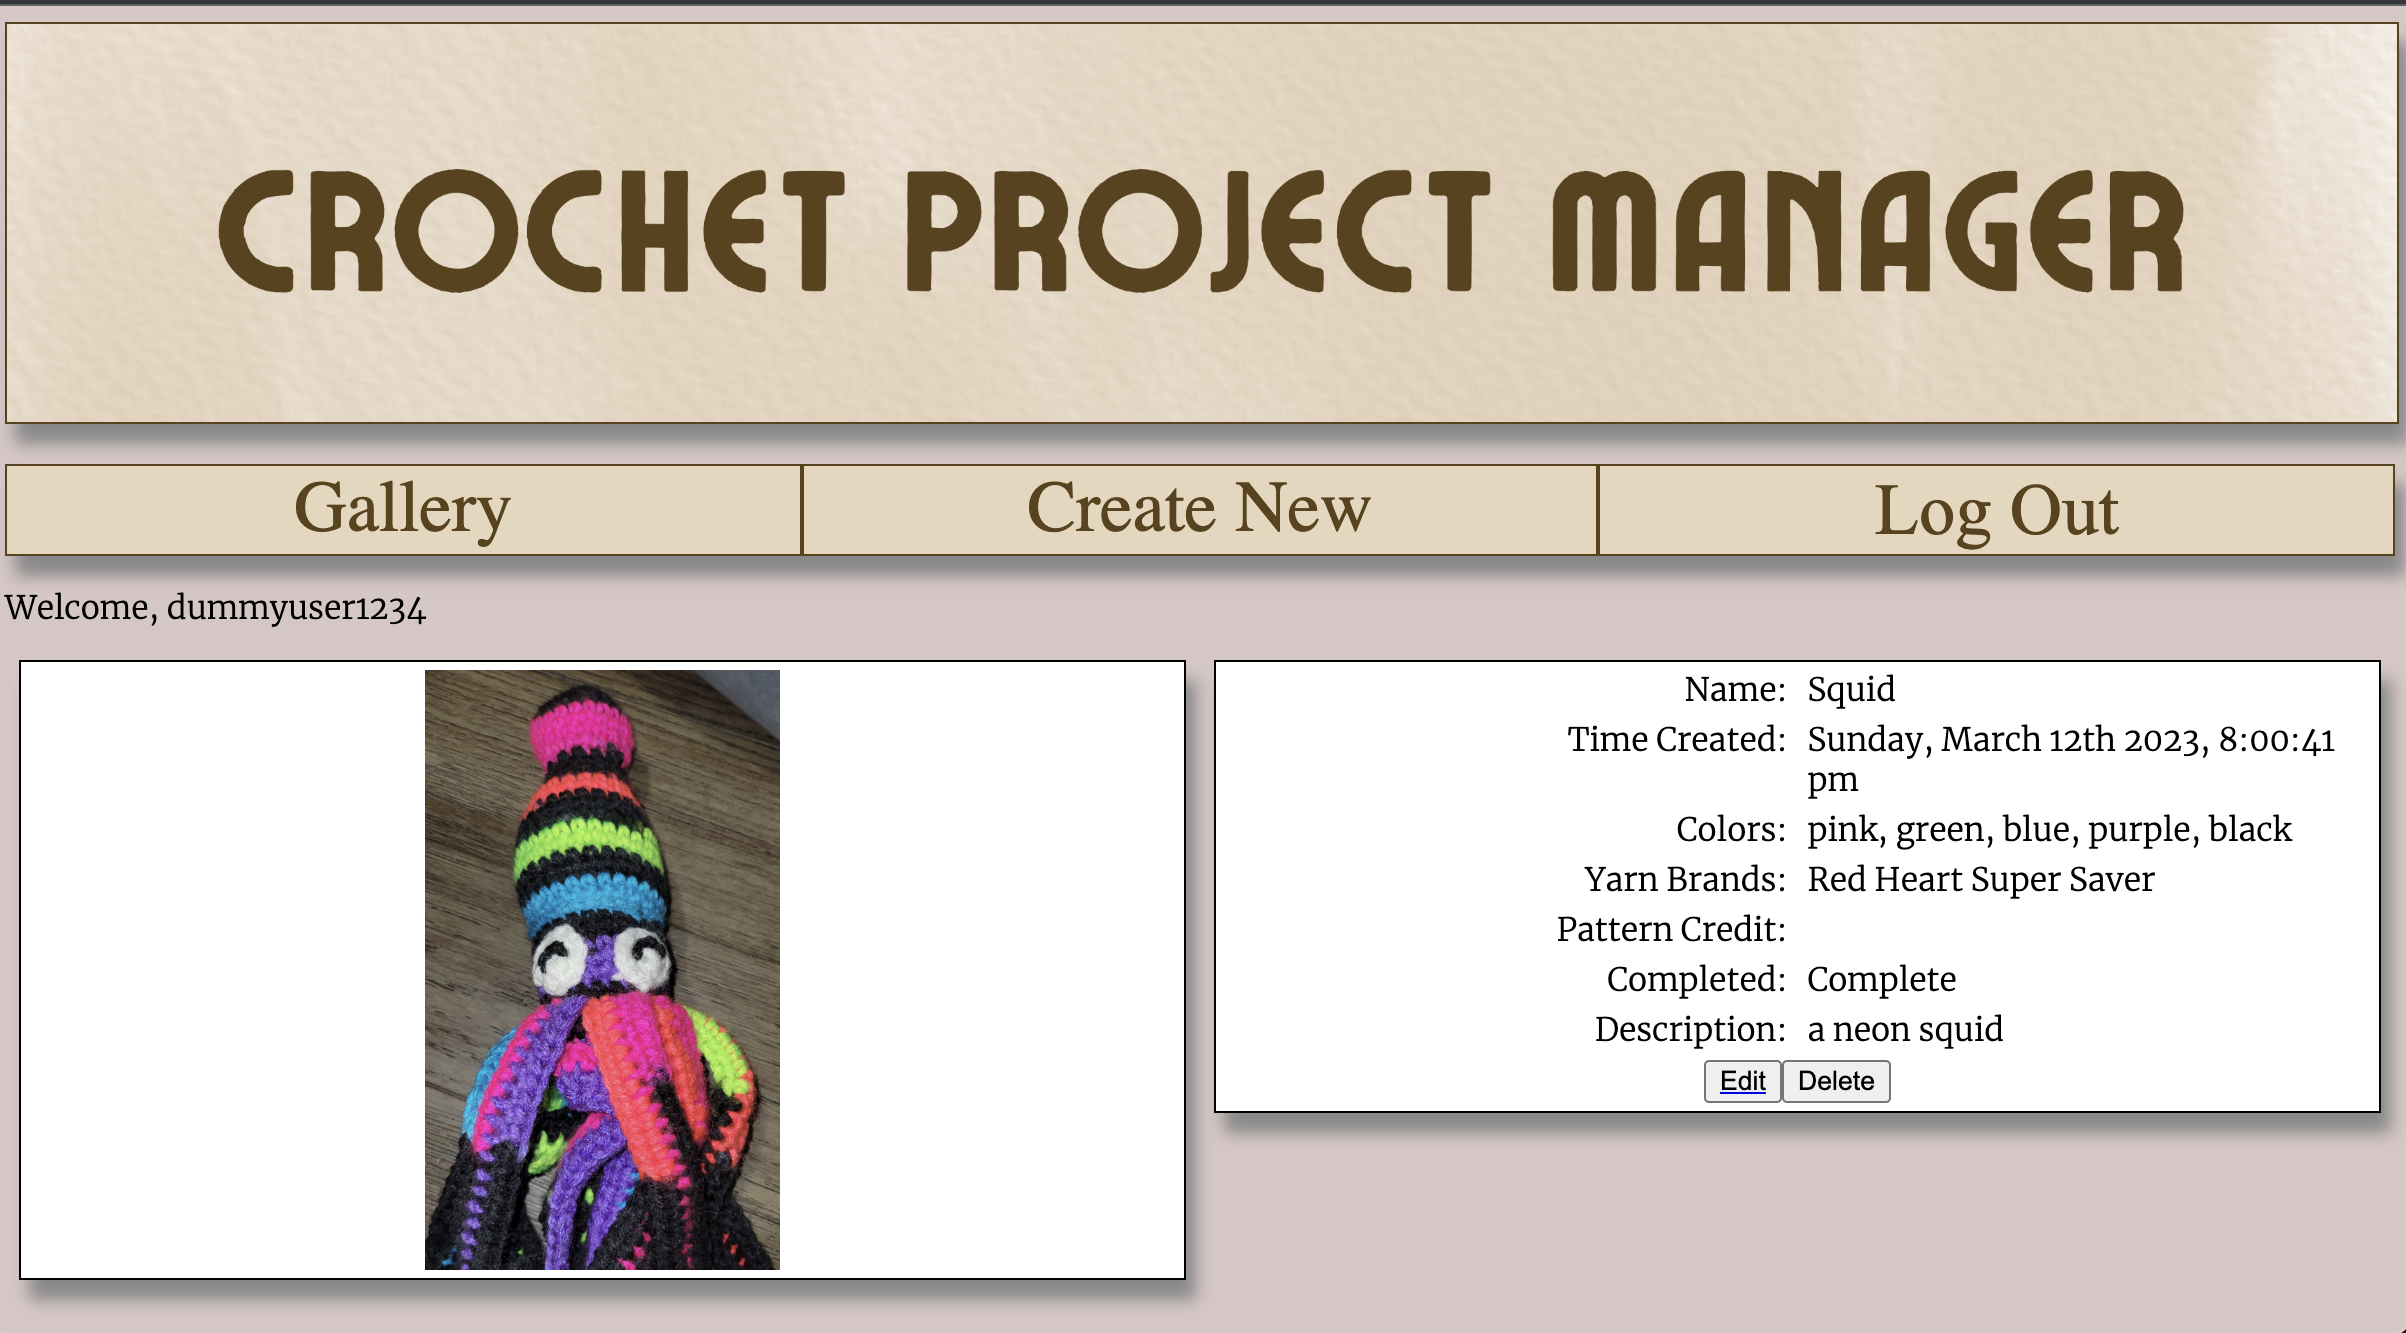 CROCHET PROJECT MANAGER
Gallery
Create New
Log Out
Welcome, dummyuser1234
Name: Squid
Time Created: Sunday, March 12th 2023, 8:00:41
pm
Colors: pink, green, blue, purple, black
Yarn Brands: Red Heart Super Saver
Pattern Credit:
Completed: Complete
Description: a neon squid
Edit Delete